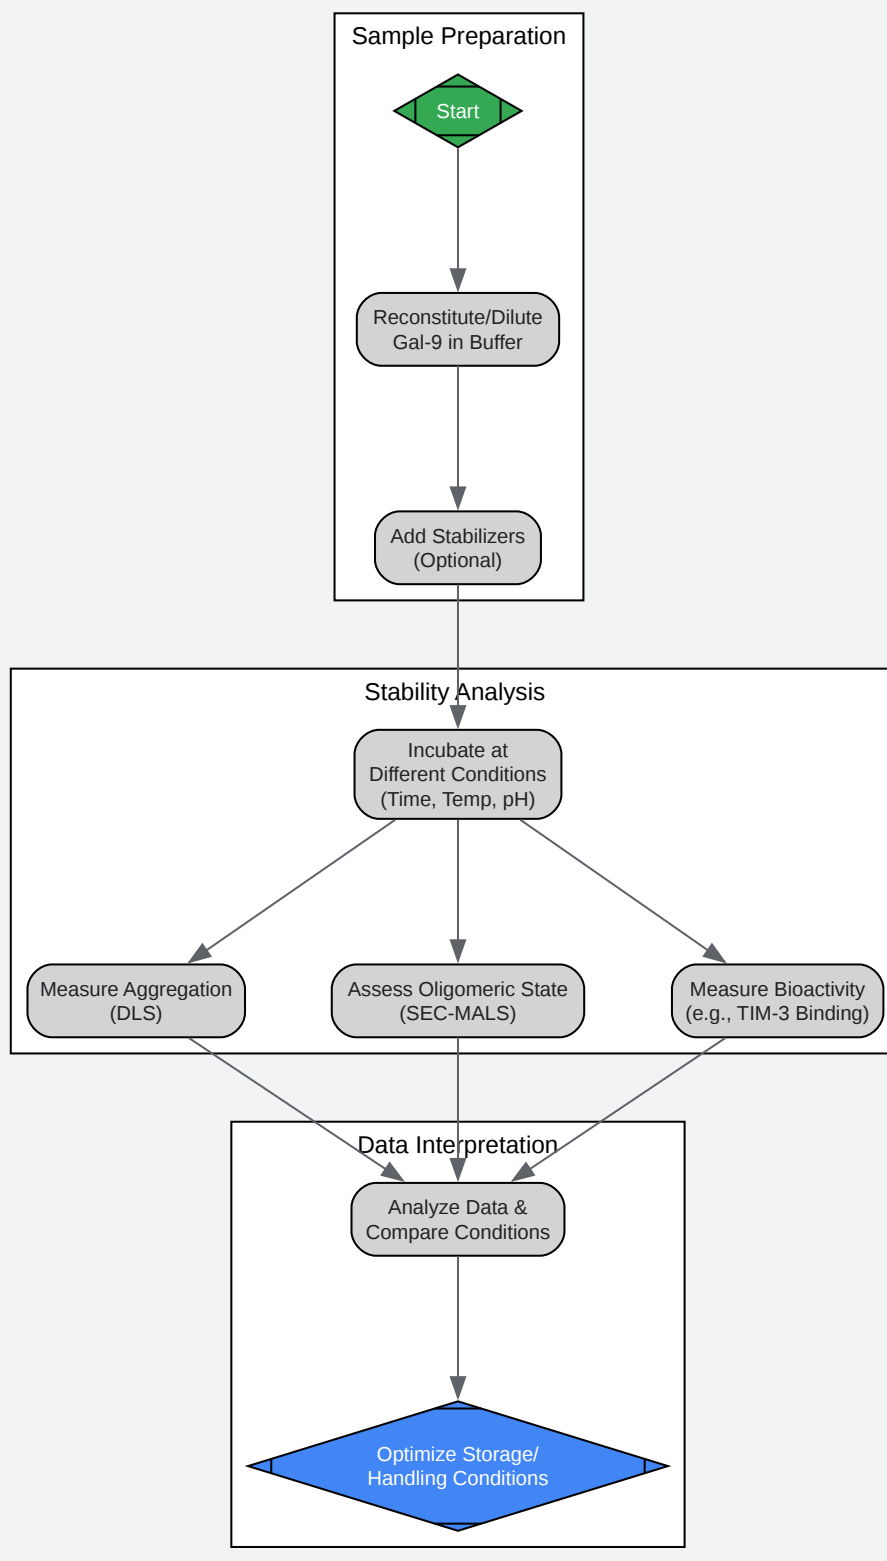 Sample Preparation
Start
Reconstitute/Dilute
Gal-9 in Buffer
Add Stabilizers
(Optional)
Stability Analysis
Incubate at
Different Conditions
(Time, Temp, pH)
Measure Aggregation
(DLS)
Assess Oligomeric State
(SEC-MALS)
Measure Bioactivity
(e.g., TIM-3 Binding)
Data Interpretation
Analyze Data &
Compare Conditions
Optimize Storage/
Handling Conditions